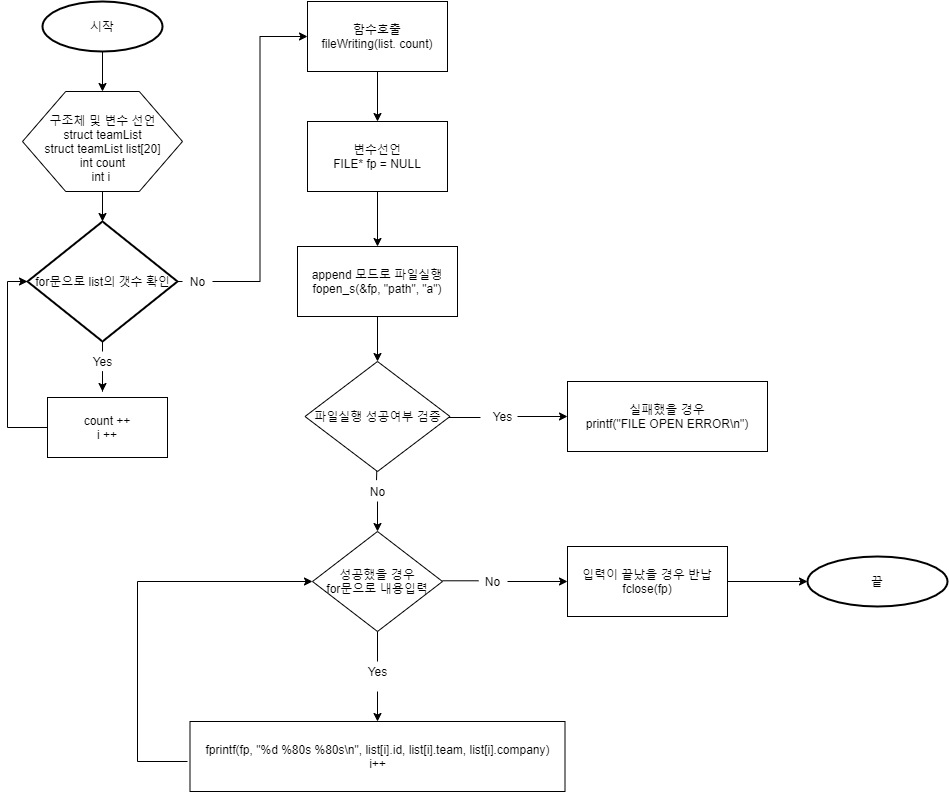 시작
구조체 및 변수 선언
struct teamList
struct teamList list[20]
int count
int i
for문으로 list의 갯수 확인
No
Yes
count ++
i ++
함수호출
fileWriting(list. count)
변수선언
FILE* fp = NULL
append 모드로 파일실행
fopen_s(&fp, "path", "a")
파일실행 성공여부 검증
Yes
실패했을 경우
printf("FILE OPEN ERROR\n")
No
성공했을 경우
for문으로 내용입력
No
입력이 끝났을 경우 반납
fclose(fp)
끝
Yes
fprintf(fp, "%d %80s %80s\n", list[i].id, list[i].team, list[i].company)
i++